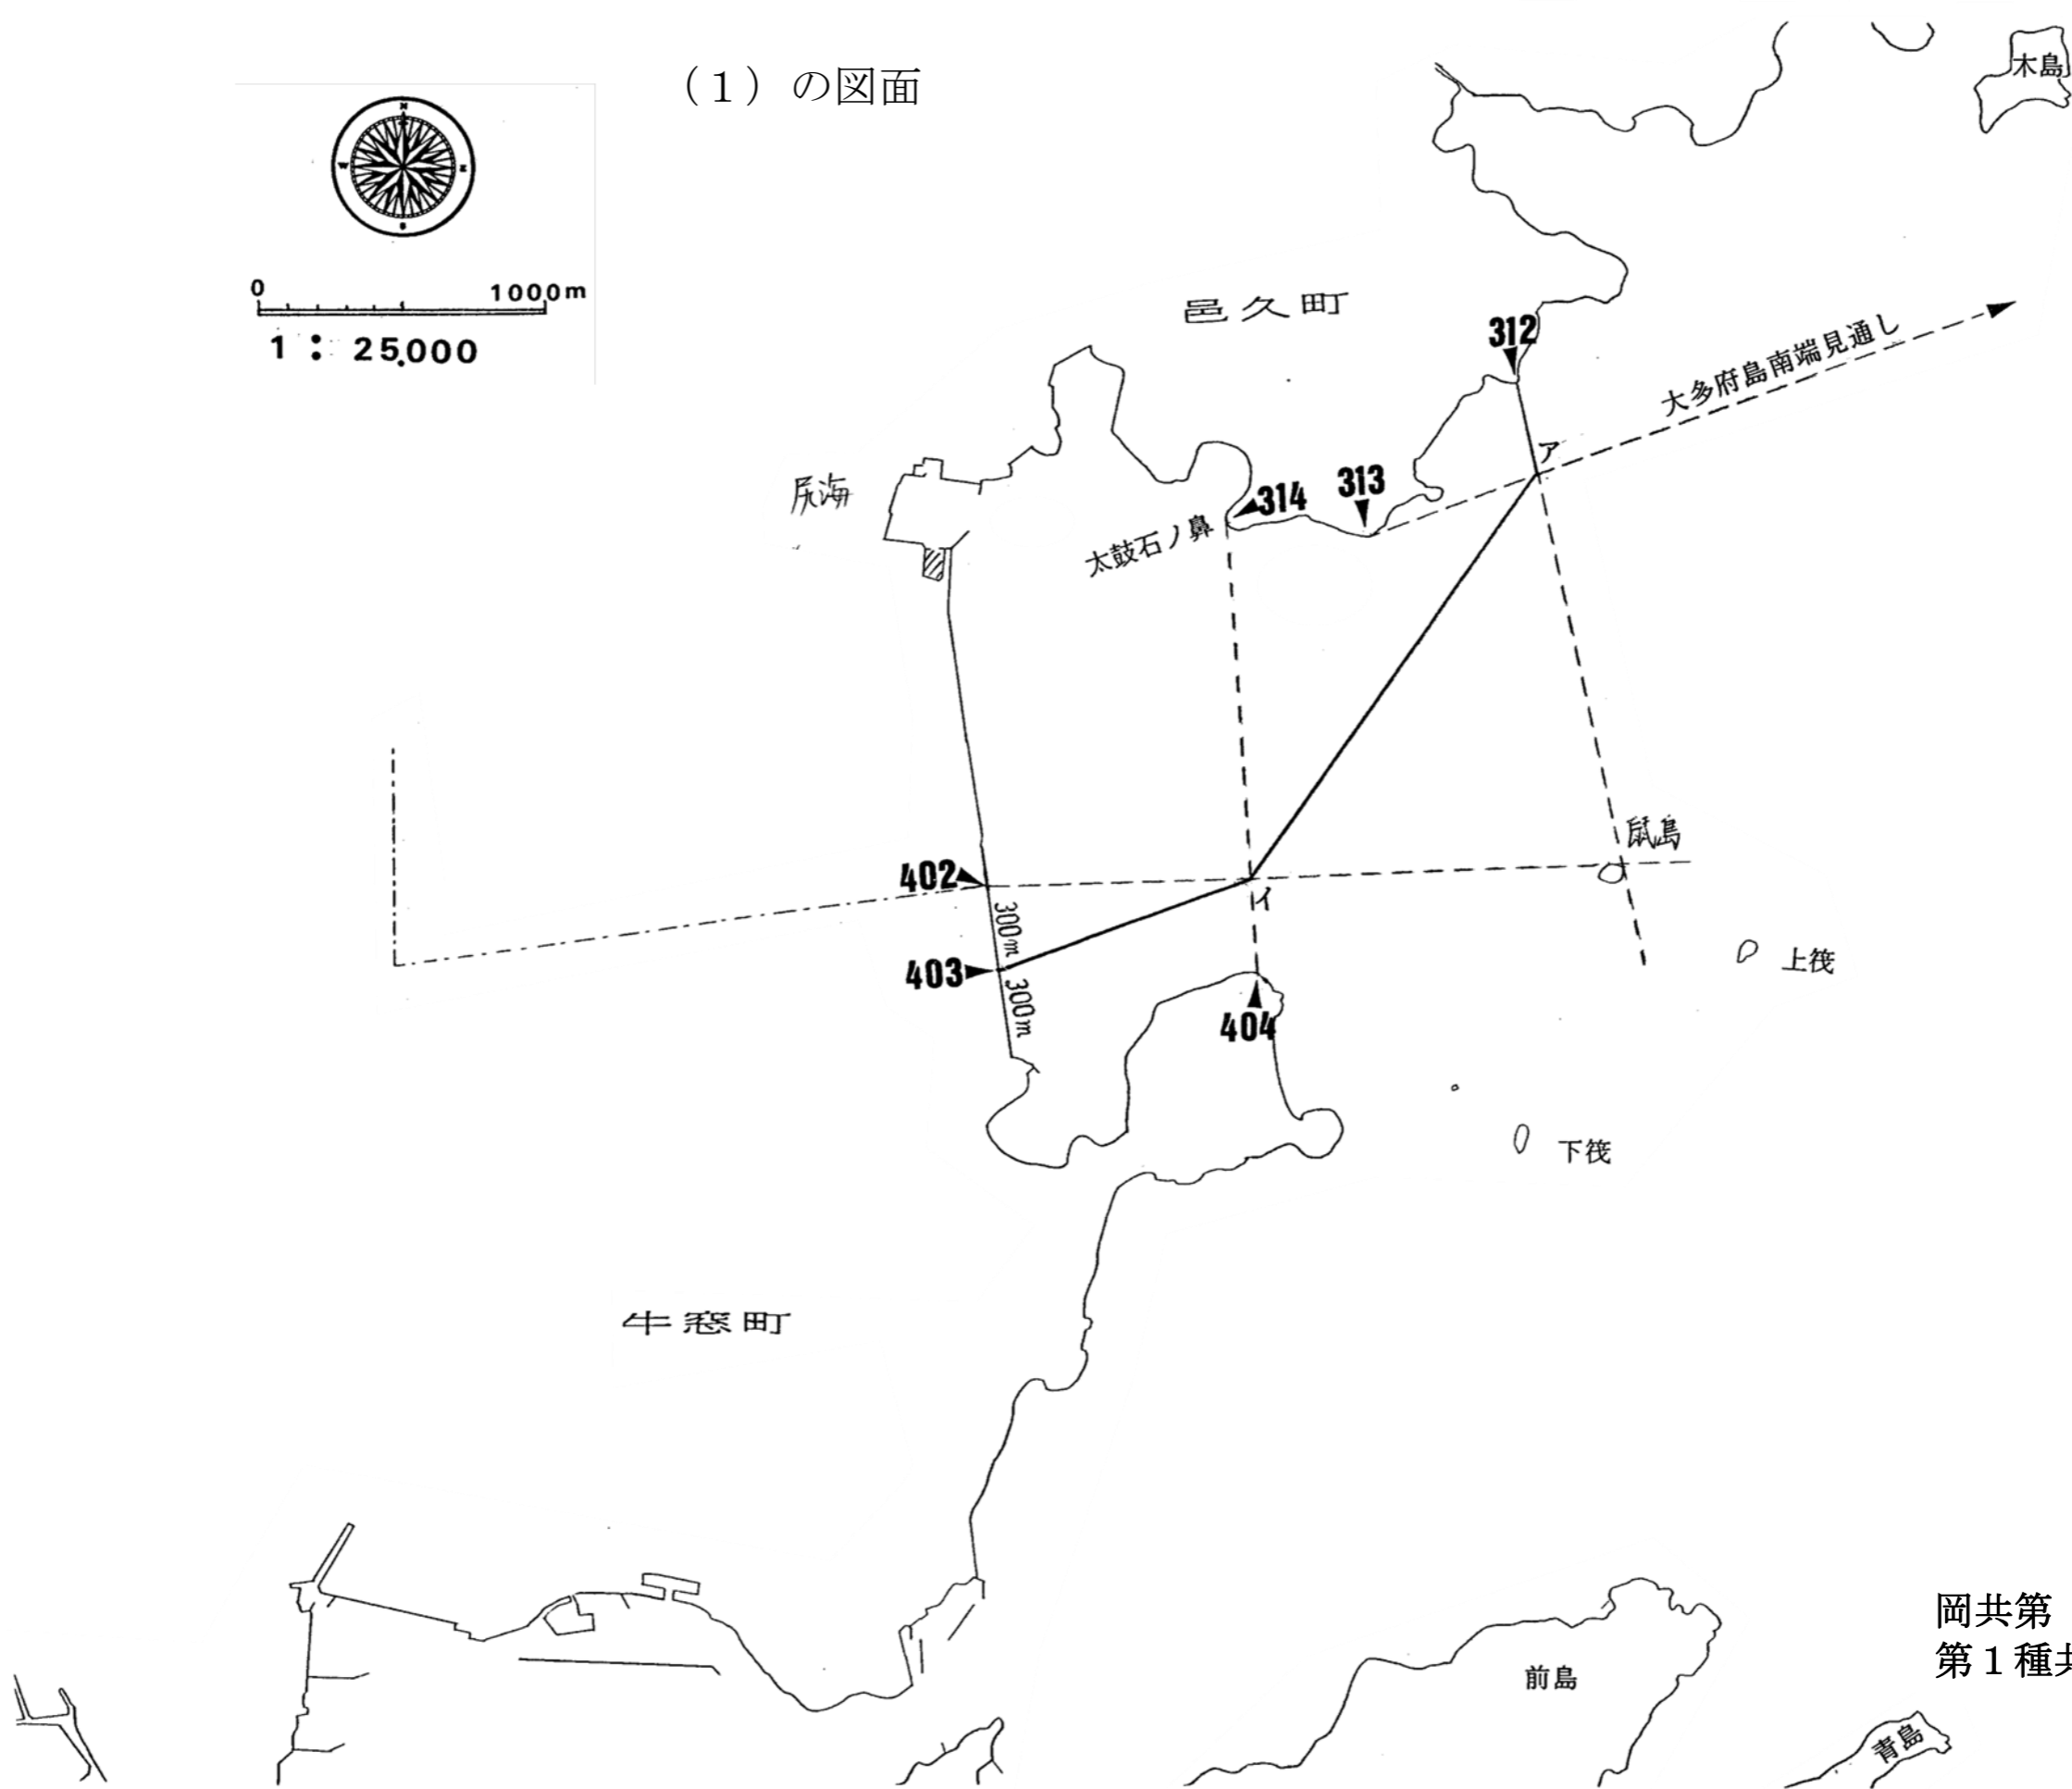 （１）の図面
木島
N
W
E
S
0 1000m
1 : 25,000
邑久町
312
大多府島南端見通し
ア
尻海
314
313
太鼓石ノ鼻
鼠島
402
イ
300m
403
上筏
300m
404
下筏
牛窓町
岡共第
第１種共
前島
青島